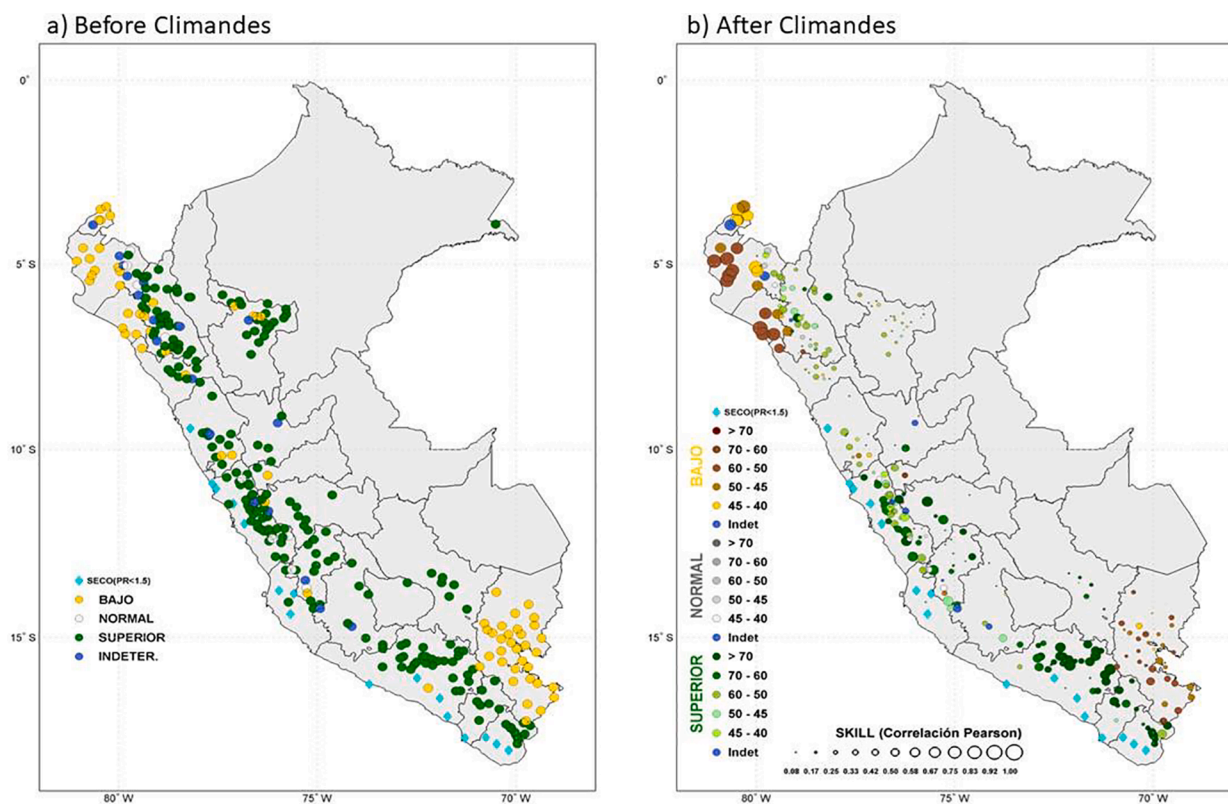 a) Before Climandes
0°
5° S
10° S
15° S
80° W
75° W
70° W
SECO(PR<1.5)
BAJO
NORMAL
SUPERIOR
INDETER.
b) After Climandes
0°
5° S
10° S
15° S
80° W
75° W
70° W
SECO(PR<1.5)
BAJO
> 70
70 - 60
60 - 50
50 - 45
45 - 40
Indet
NORMAL
> 70
70 - 60
60 - 50
50 - 45
45 - 40
Indet
SUPERIOR
> 70
70 - 60
60 - 50
50 - 45
45 - 40
Indet
SKILL (Correlación Pearson)
0.08 0.17 0.25 0.33 0.42 0.50 0.58 0.67 0.75 0.83 0.92 1.00